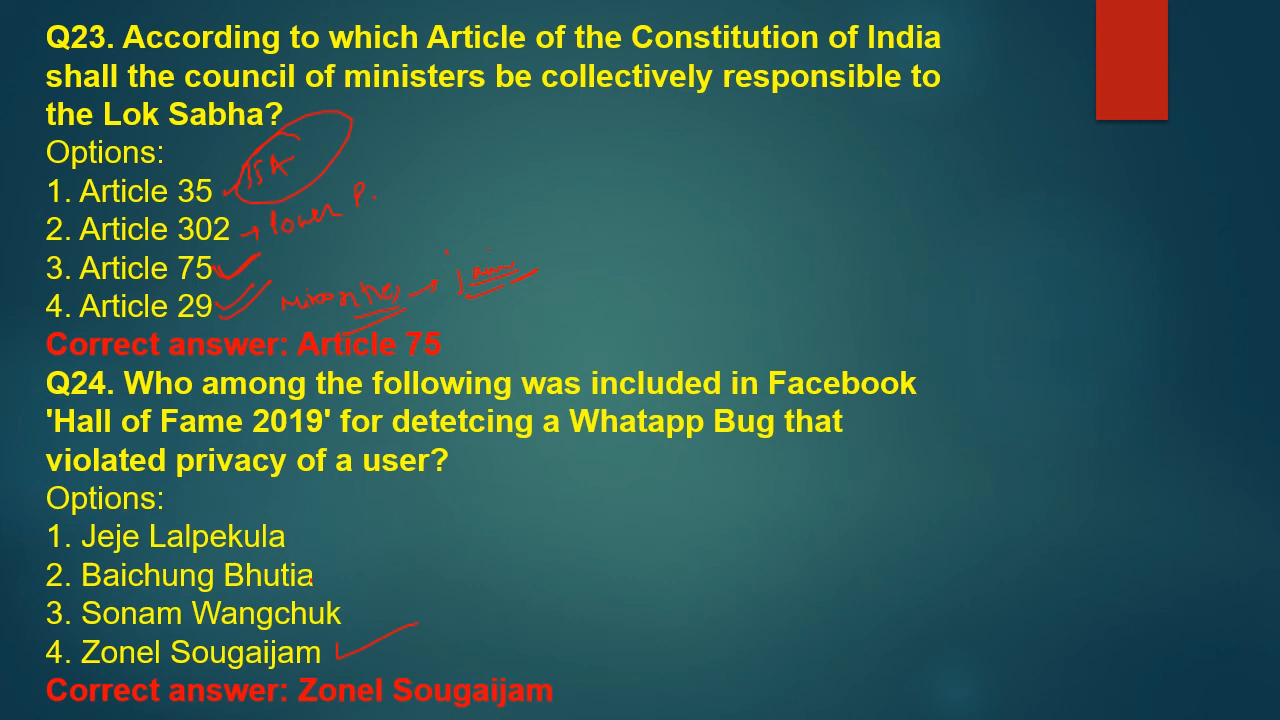 Q23. According to which Article of the Constitution of India
shall the council of ministers be collectively responsible to
the Lok Sabha?
Options:
1. Article 35 35A
2. Article 302 → lower P.
3. Article 75
4. Article 29 Minorities → jain
Correct answer: Article 75
Q24. Who among the following was included in Facebook
'Hall of Fame 2019' for detetcing a Whatapp Bug that
violated privacy of a user?
Options:
1. Jeje Lalpekula
2. Baichung Bhutia
3. Sonam Wangchuk
4. Zonel Sougaijam
Correct answer: Zonel Sougaijam